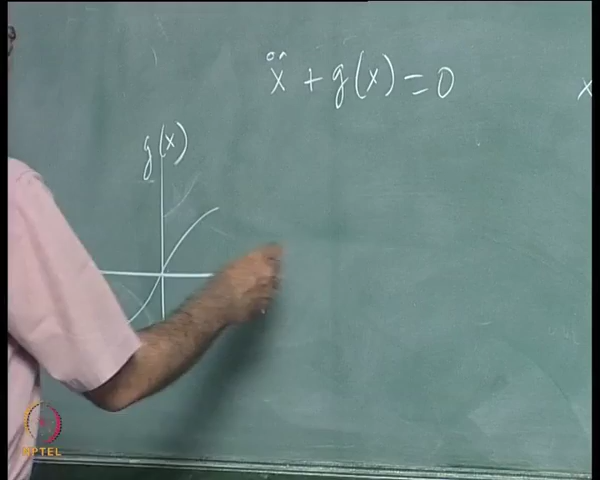 ẍ + g(x) = 0
x
g(x)
NPTEL